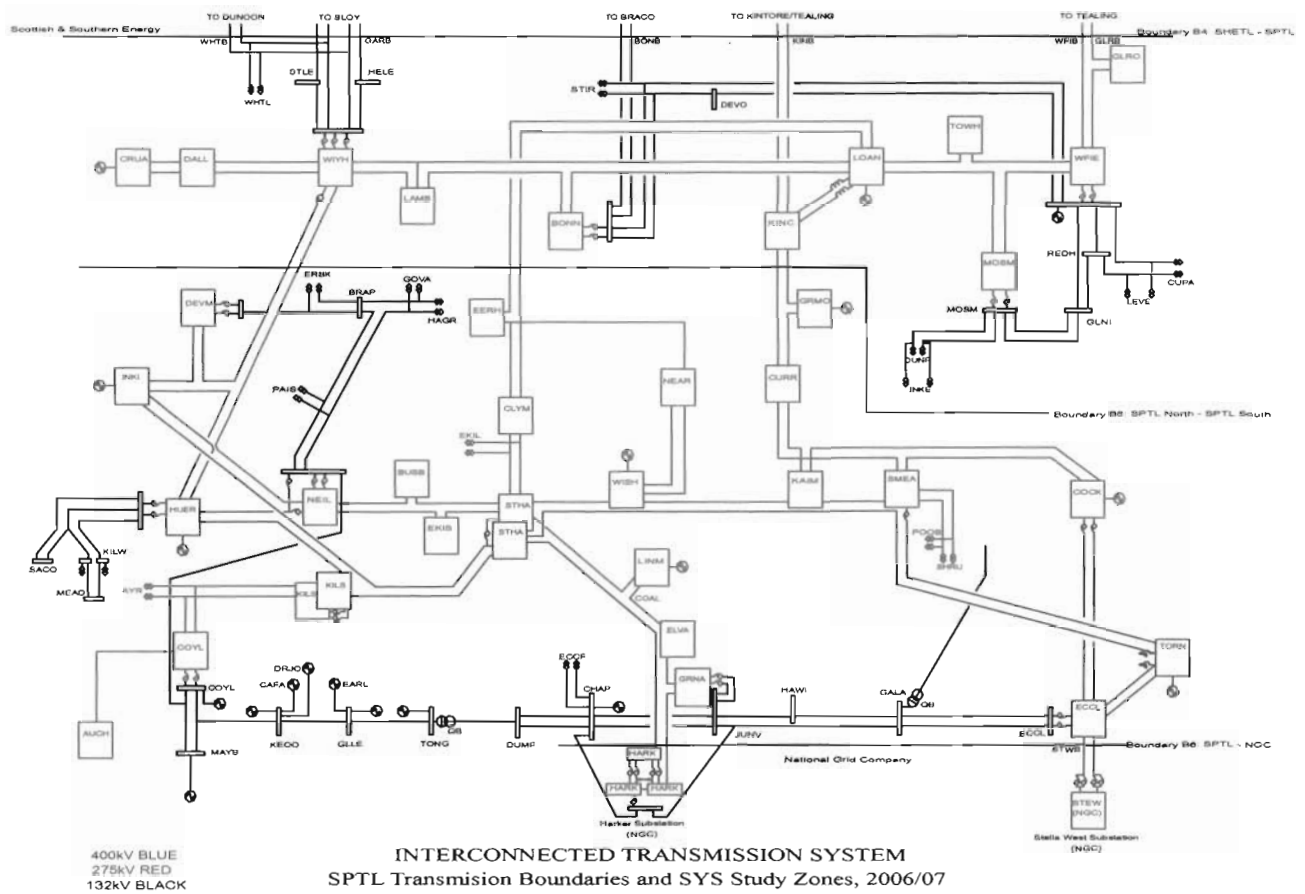 TO DUNOON TO SLOY TO BRACO TO KINTORE/TEALING TO TEALING
Scottish & Southern Energy
Boundary B4: SHETL - SPTL
WHTB GARB BONB KINB WFIB GLRB
GLRO
DTLE HELE
WHTL
STIR
DEVO
TOWH
CRUA DALL WIYH LOAN WFIE
LAMB
BONN KINC
REDH
MOSM
CUPA
LEVE
ERSK GOVA
BRAP
DEVM
HAGR
EERH
GRMO
MOSM GLNI
DUNF
INKE
INKI
NEAR
CURR
PAIS
CLYM
Boundary B5: SPTL North - SPTL South
EKIL
BUSB
WISH
KAIM
SMEA
COCK
HUER
NEIL
STHA
EKIS
STHA
POOB
SHRU
KILW
SACO
MEAD
LINM
COAL
KILS
KILS
AYR
COYL
ELVA
TORN
DRJO
ECCF
GRNA
COYL
CAFA EARL
CHAP
HAWI
GALA
QB
ECCL
AUCH
MAYB
KEOO GLLE TONG
QB
DUMF
JUNV
ECCL
STWB
Boundary B6: SPTL - NGC
National Grid Company
HARK
HARK HARK
STEW
(NGC)
Harker Substation
(NGC)
Stella West Substation
(NGC)
400kV BLUE
275kV RED
132kV BLACK
INTERCONNECTED TRANSMISSION SYSTEM
SPTL Transmision Boundaries and SYS Study Zones, 2006/07